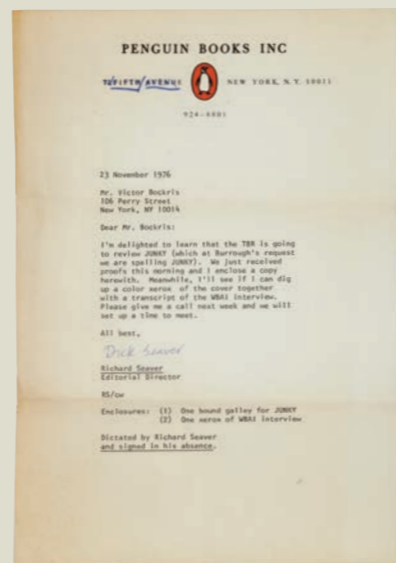 PENGUIN BOOKS INC
FIFTH AVENUE NEW YORK, N.Y. 10011
924-8881
23 November 1976
Mr. Victor Bockris
106 Perry Street
New York, NY 10014
Dear Mr. Bockris:
I'm delighted to learn that the TBR is going
to review JUNKY (which at Burrough's request
we are spelling JUNKY). We just received
proofs this morning and I enclose a copy
herewith. Meanwhile, I'll see if I can dig
up a color xerox of the cover together
with a transcript of the WBAI interview.
Please give me a call next week and we will
set up a time to meet.
All best,
Dick Seaver
Richard Seaver
Editorial Director
RS/cw
Enclosures: (1) One bound galley for JUNKY
(2) One xerox of WBAI interview
Dictated by Richard Seaver
and signed in his absence.